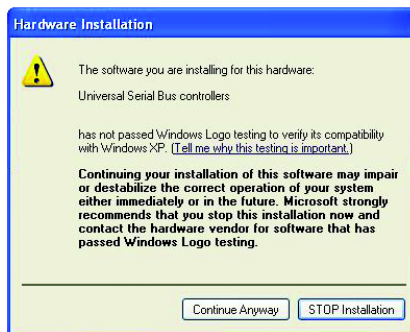 Hardware Installation
The software you are installing for this hardware:
Universal Serial Bus controllers
has not passed Windows Logo testing to verify its compatibility
with Windows XP. (Tell me why this testing is important.)
Continuing your installation of this software may impair
or destabilize the correct operation of your system
either immediately or in the future. Microsoft strongly
recommends that you stop this installation now and
contact the hardware vendor for software that has
passed Windows Logo testing.
Continue Anyway STOP Installation